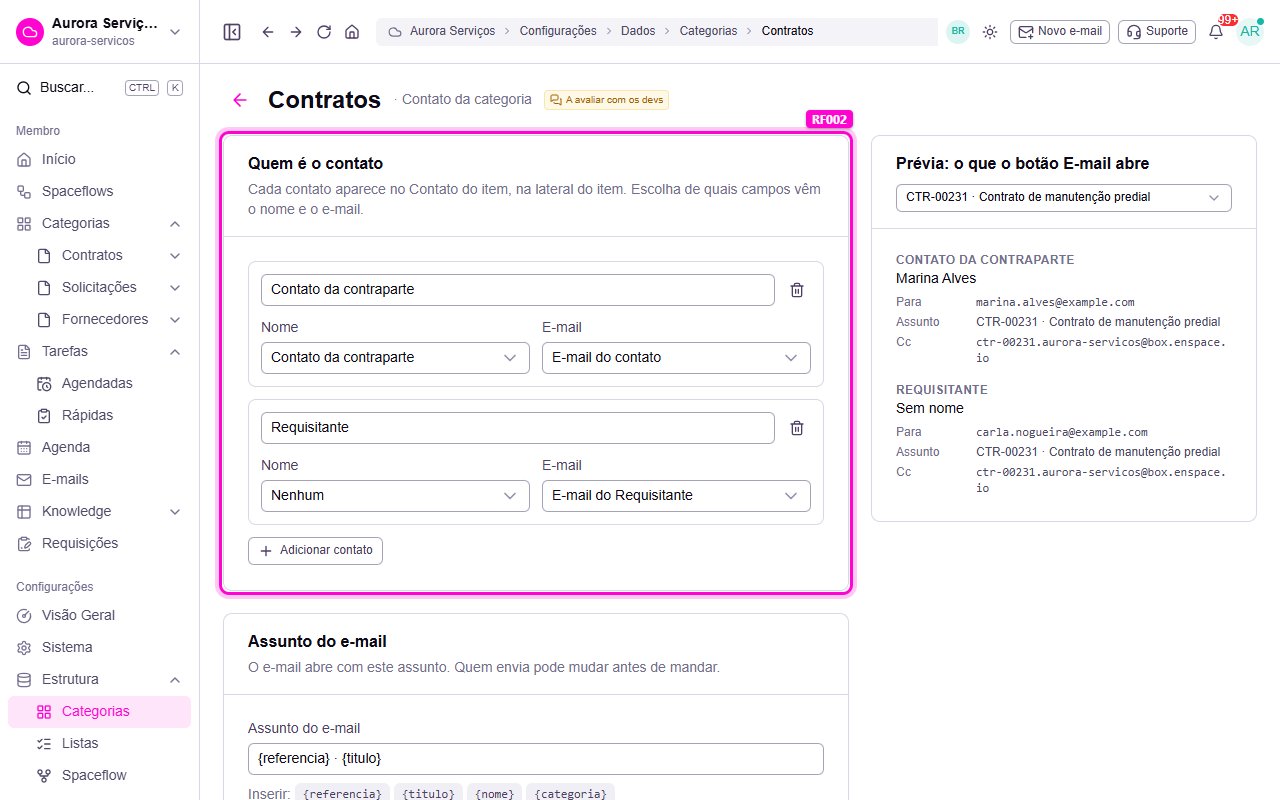 Aurora Serviç...
aurora-servicos
Buscar...
CTRL
K
Membro
Início
Spaceflows
Categorias
Contratos
Solicitações
Fornecedores
Tarefas
Agendadas
Rápidas
Agenda
E-mails
Knowledge
Requisições
Configurações
Visão Geral
Sistema
Estrutura
Categorias
Listas
Spaceflow
Aurora Serviços
Configurações
Dados
Categorias
Contratos
BR
Novo e-mail
Suporte
99+
AR
Contratos
· Contato da categoria
A avaliar com os devs
RF002
Quem é o contato
Cada contato aparece no Contato do item, na lateral do item. Escolha de quais campos vêm
o nome e o e-mail.
Contato da contraparte
Nome
E-mail
Contato da contraparte
E-mail do contato
Requisitante
Nome
E-mail
Nenhum
E-mail do Requisitante
Adicionar contato
Assunto do e-mail
O e-mail abre com este assunto. Quem envia pode mudar antes de mandar.
Assunto do e-mail
{referencia} · {titulo}
Inserir: {referencia} {titulo} {nome} {categoria}
Prévia: o que o botão E-mail abre
CTR-00231 · Contrato de manutenção predial
CONTATO DA CONTRAPARTE
Marina Alves
Para marina.alves@example.com
Assunto CTR-00231 · Contrato de manutenção predial
Cc ctr-00231.aurora-servicos@box.enspace.
io
REQUISITANTE
Sem nome
Para carla.nogueira@example.com
Assunto CTR-00231 · Contrato de manutenção predial
Cc ctr-00231.aurora-servicos@box.enspace.
io